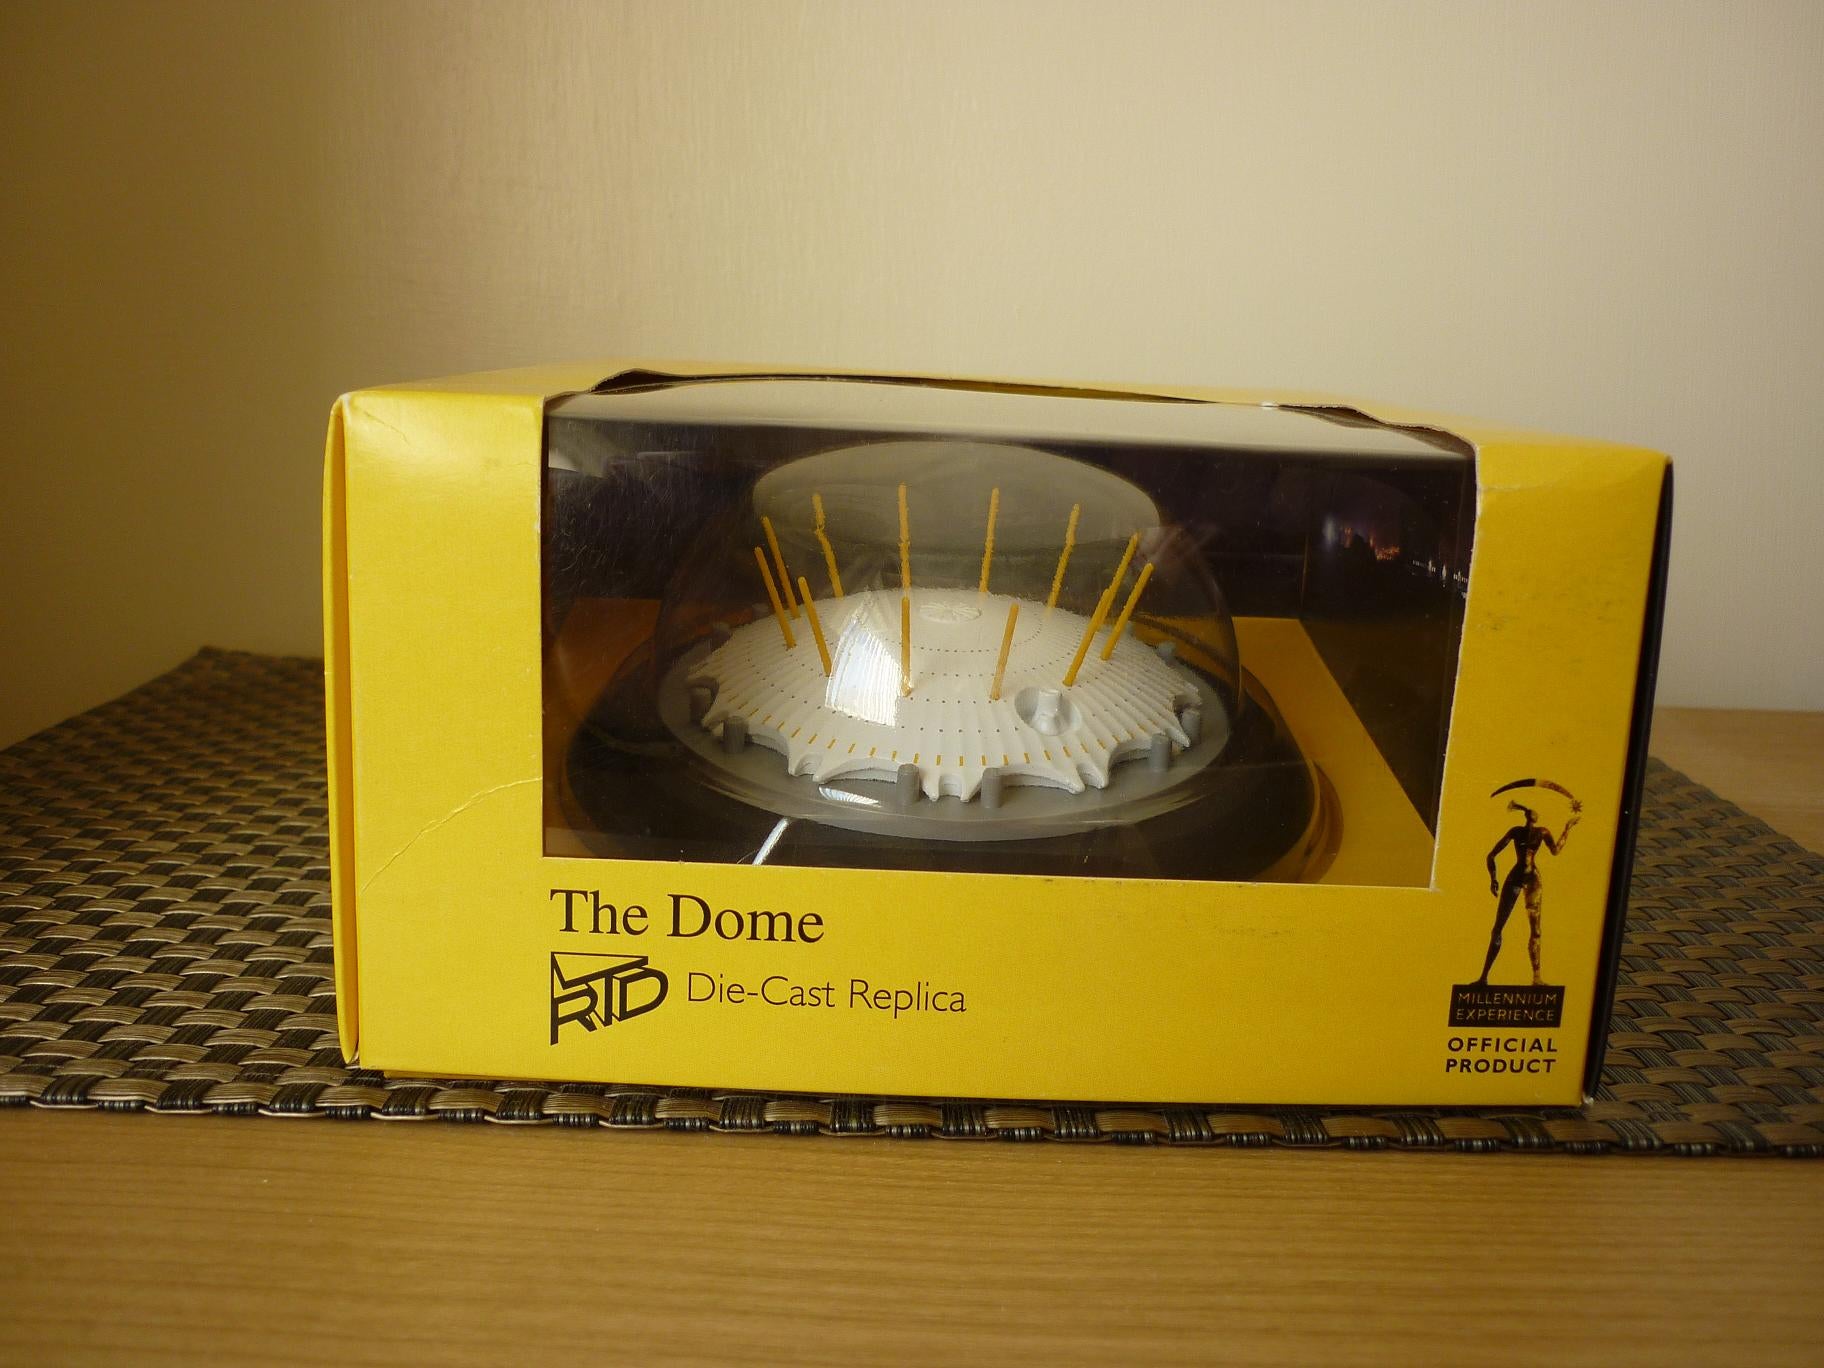 The Dome
RTD Die-Cast Replica
MILLENNIUM
EXPERIENCE
OFFICIAL
PRODUCT